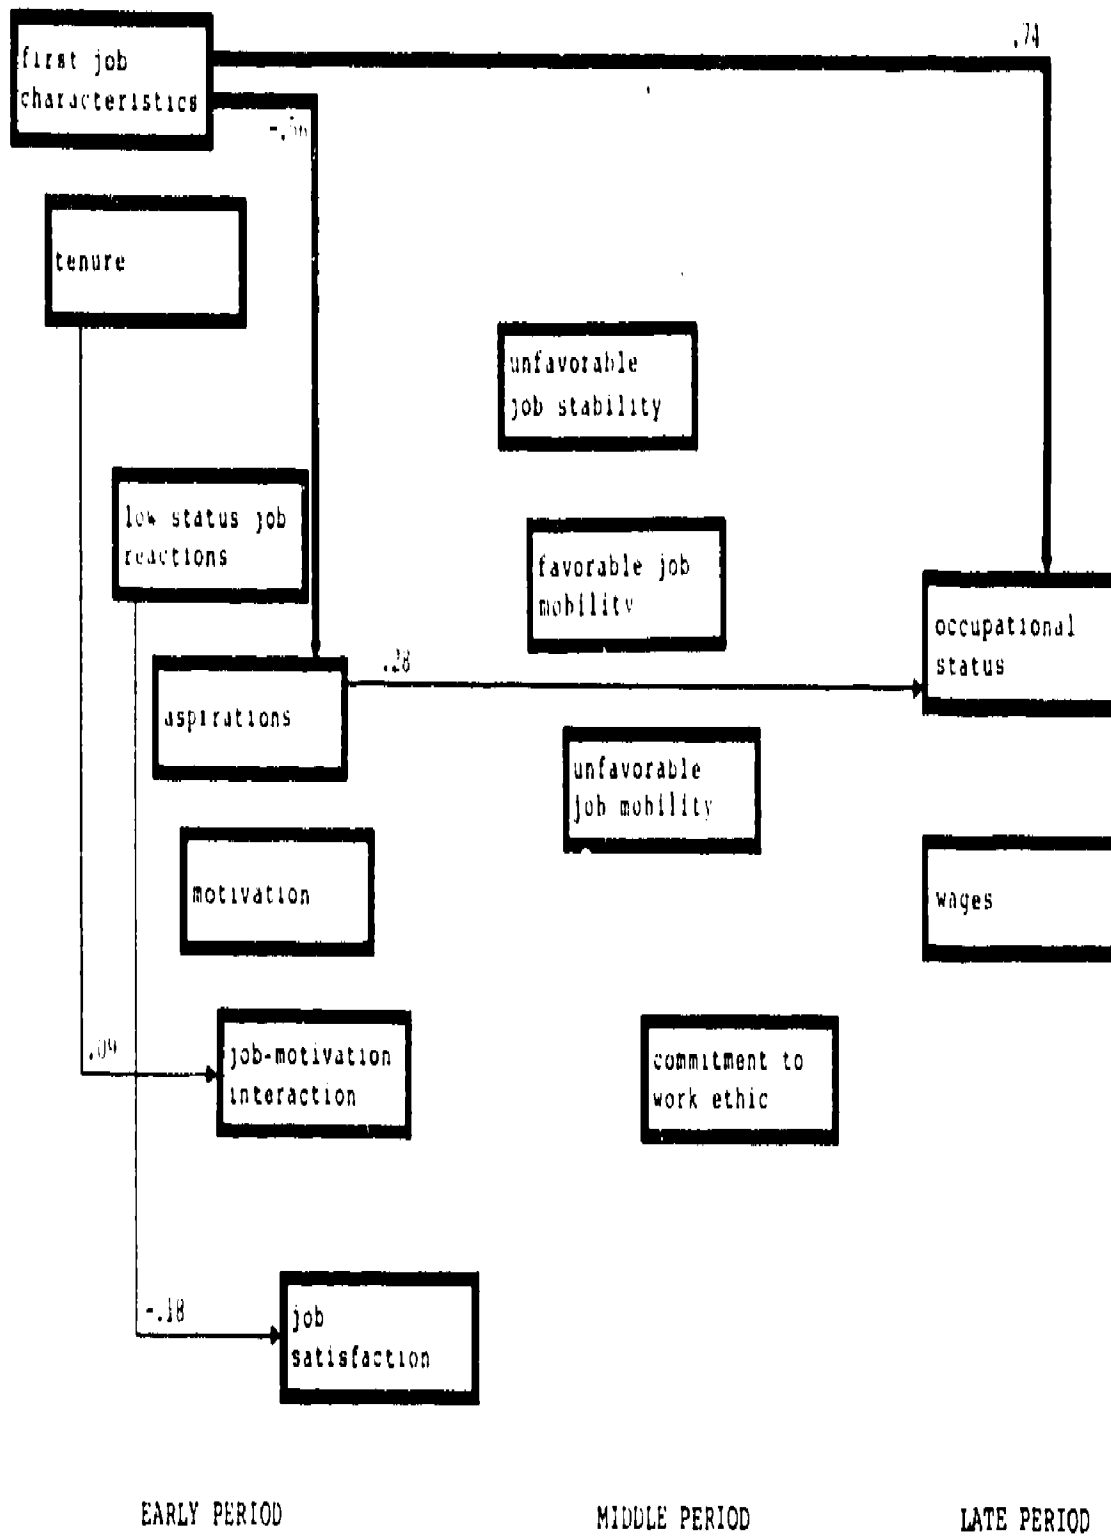 .74
first job
characteristics
tenure
unfavorable
job stability
low status job
reactions
favorable job
mobility
occupational
status
.28
aspirations
unfavorable
job mobility
motivation
wages
.09
job-motivation
interaction
commitment to
work ethic
-.18
job
satisfaction
EARLY PERIOD
MIDDLE PERIOD
LATE PERIOD